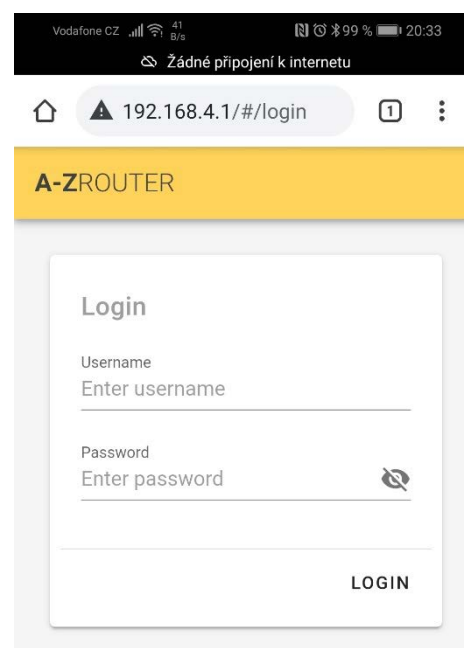 Vodafone CZ 41 B/s 99 % 20:33
Žádné připojení k internetu
192.168.4.1/#/login 1
A-ZROUTER
Login
Username
Enter username
Password
Enter password
LOGIN